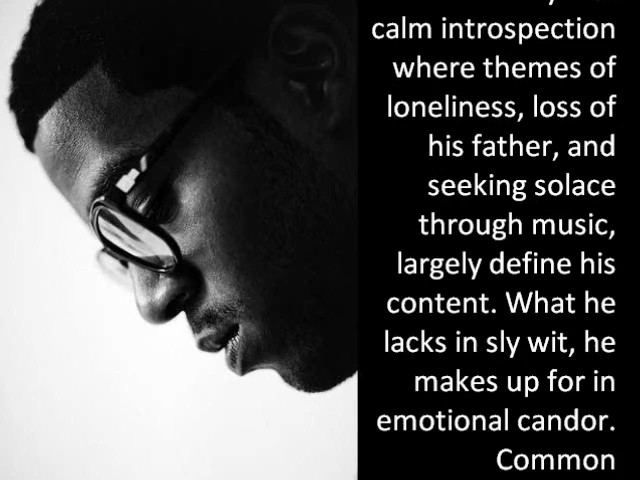 calm introspection
where themes of
loneliness, loss of
his father, and
seeking solace
through music,
largely define his
content. What he
lacks in sly wit, he
makes up for in
emotional candor.
Common